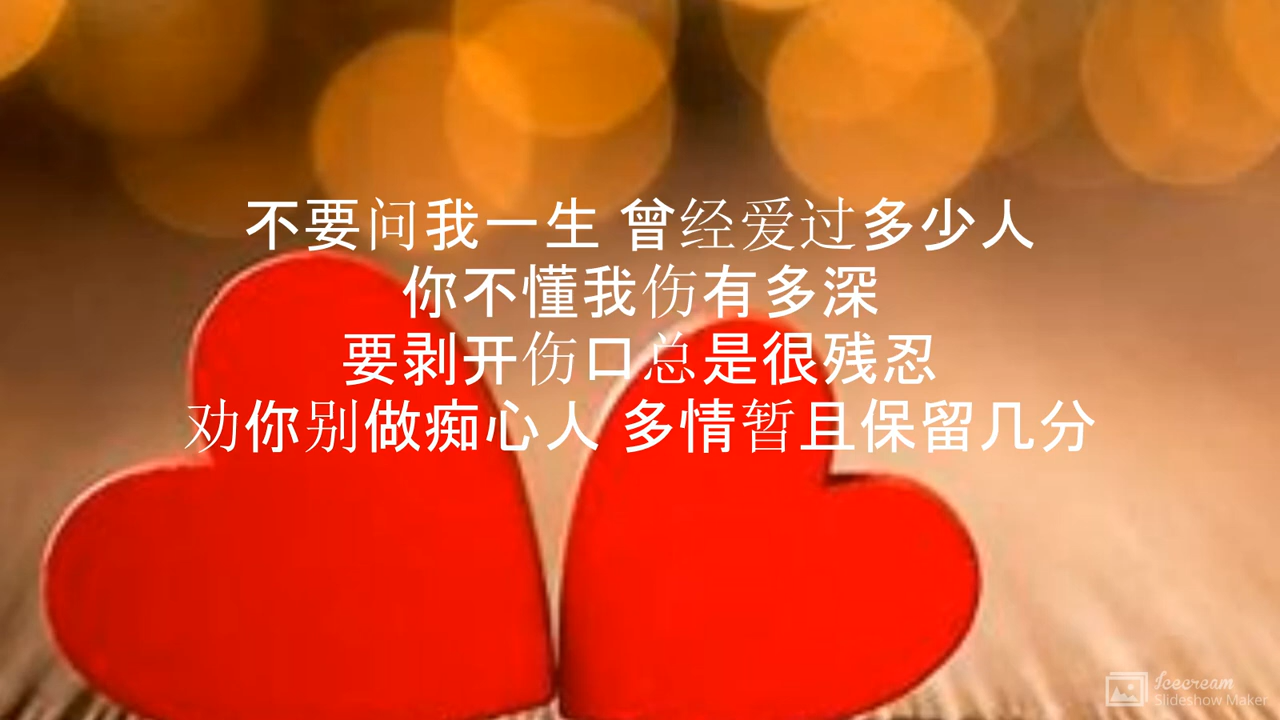 不要问我一生 曾经爱过多少人
你不懂我伤有多深
要剥开伤口总是很残忍
劝你别做痴心人 多情暂且保留几分
Icecream
Slideshow Maker